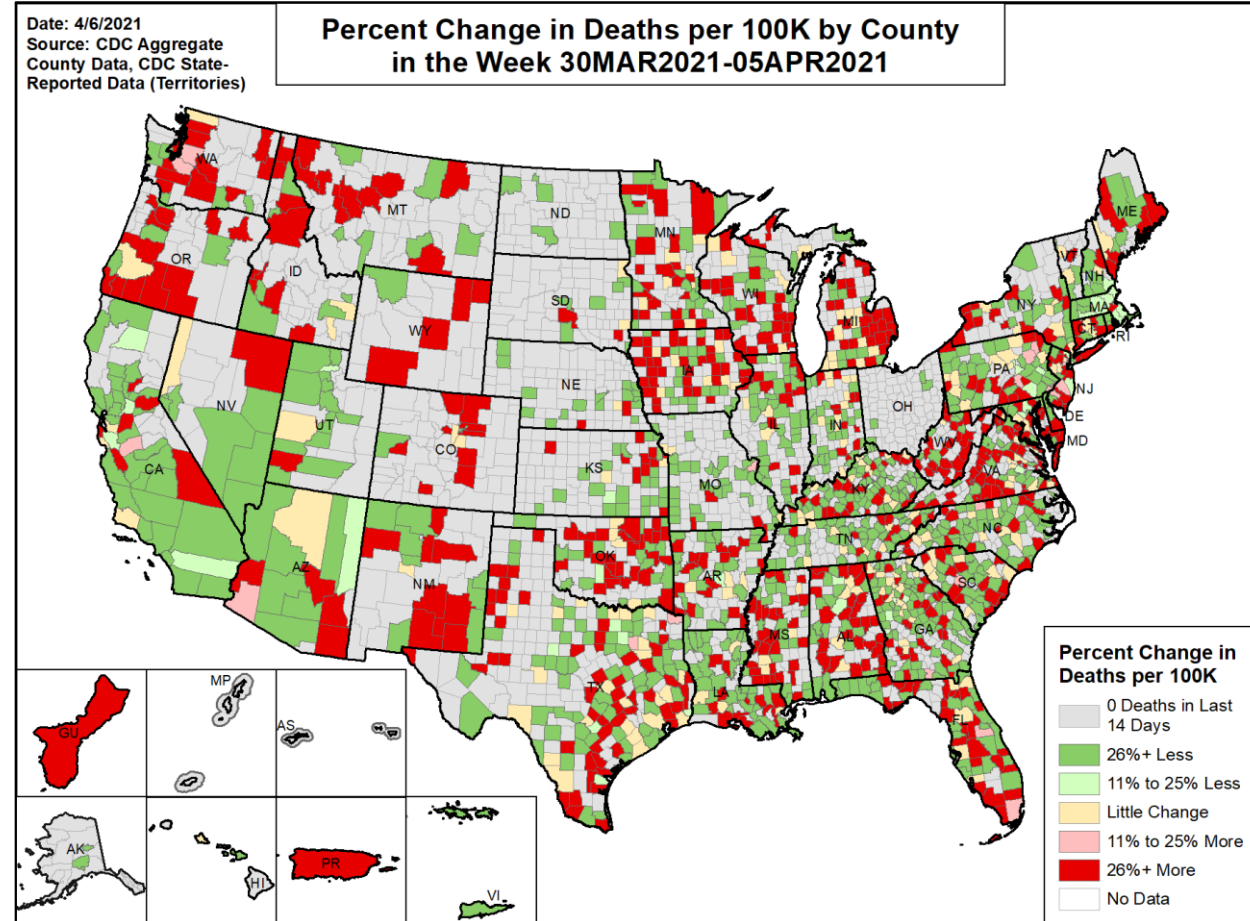 Date: 4/6/2021
Source: CDC Aggregate
County Data, CDC State-
Reported Data (Territories)
Percent Change in Deaths per 100K by County
in the Week 30MAR2021-05APR2021
WA
MT
ND
MN
ME
OR
ID
SD
WI
VT
NH
NY
MA
WY
MI
CT
RI
IA
PA
NE
NJ
NV
OH
UT
IL
IN
DE
CO
WV
MD
CA
KS
MO
KY
VA
NC
TN
AZ
OK
NM
AR
SC
MS
AL
GA
TX
LA
FL
MP
GU
AS
AK
HI
PR
VI
Percent Change in
Deaths per 100K
0 Deaths in Last
14 Days
26%+ Less
11% to 25% Less
Little Change
11% to 25% More
26%+ More
No Data